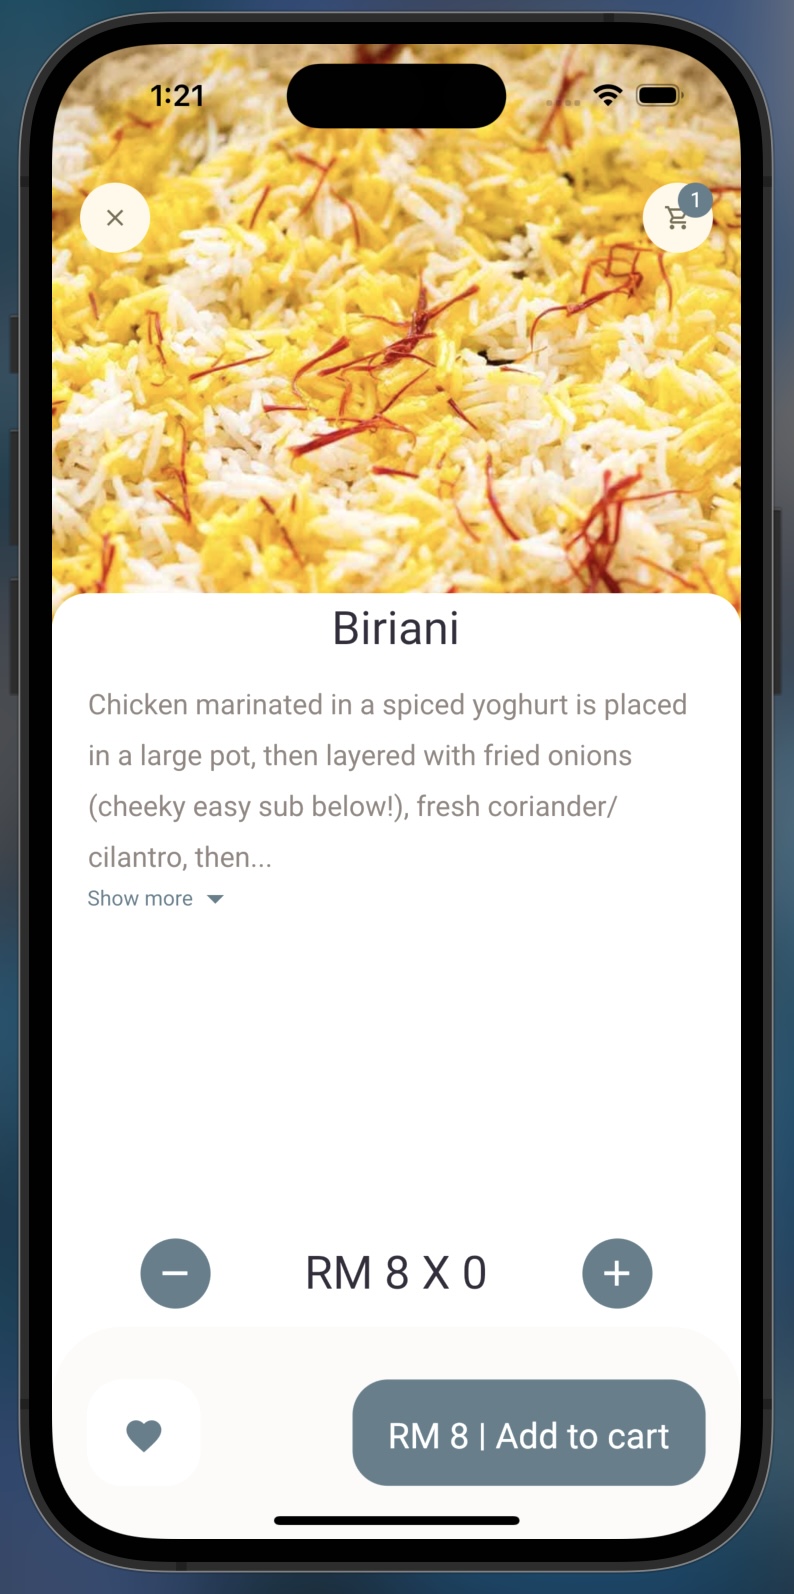 1:21
1
Biriani
Chicken marinated in a spiced yoghurt is placed
in a large pot, then layered with fried onions
(cheeky easy sub below!), fresh coriander/
cilantro, then...
Show more
RM 8 X 0
RM 8 | Add to cart